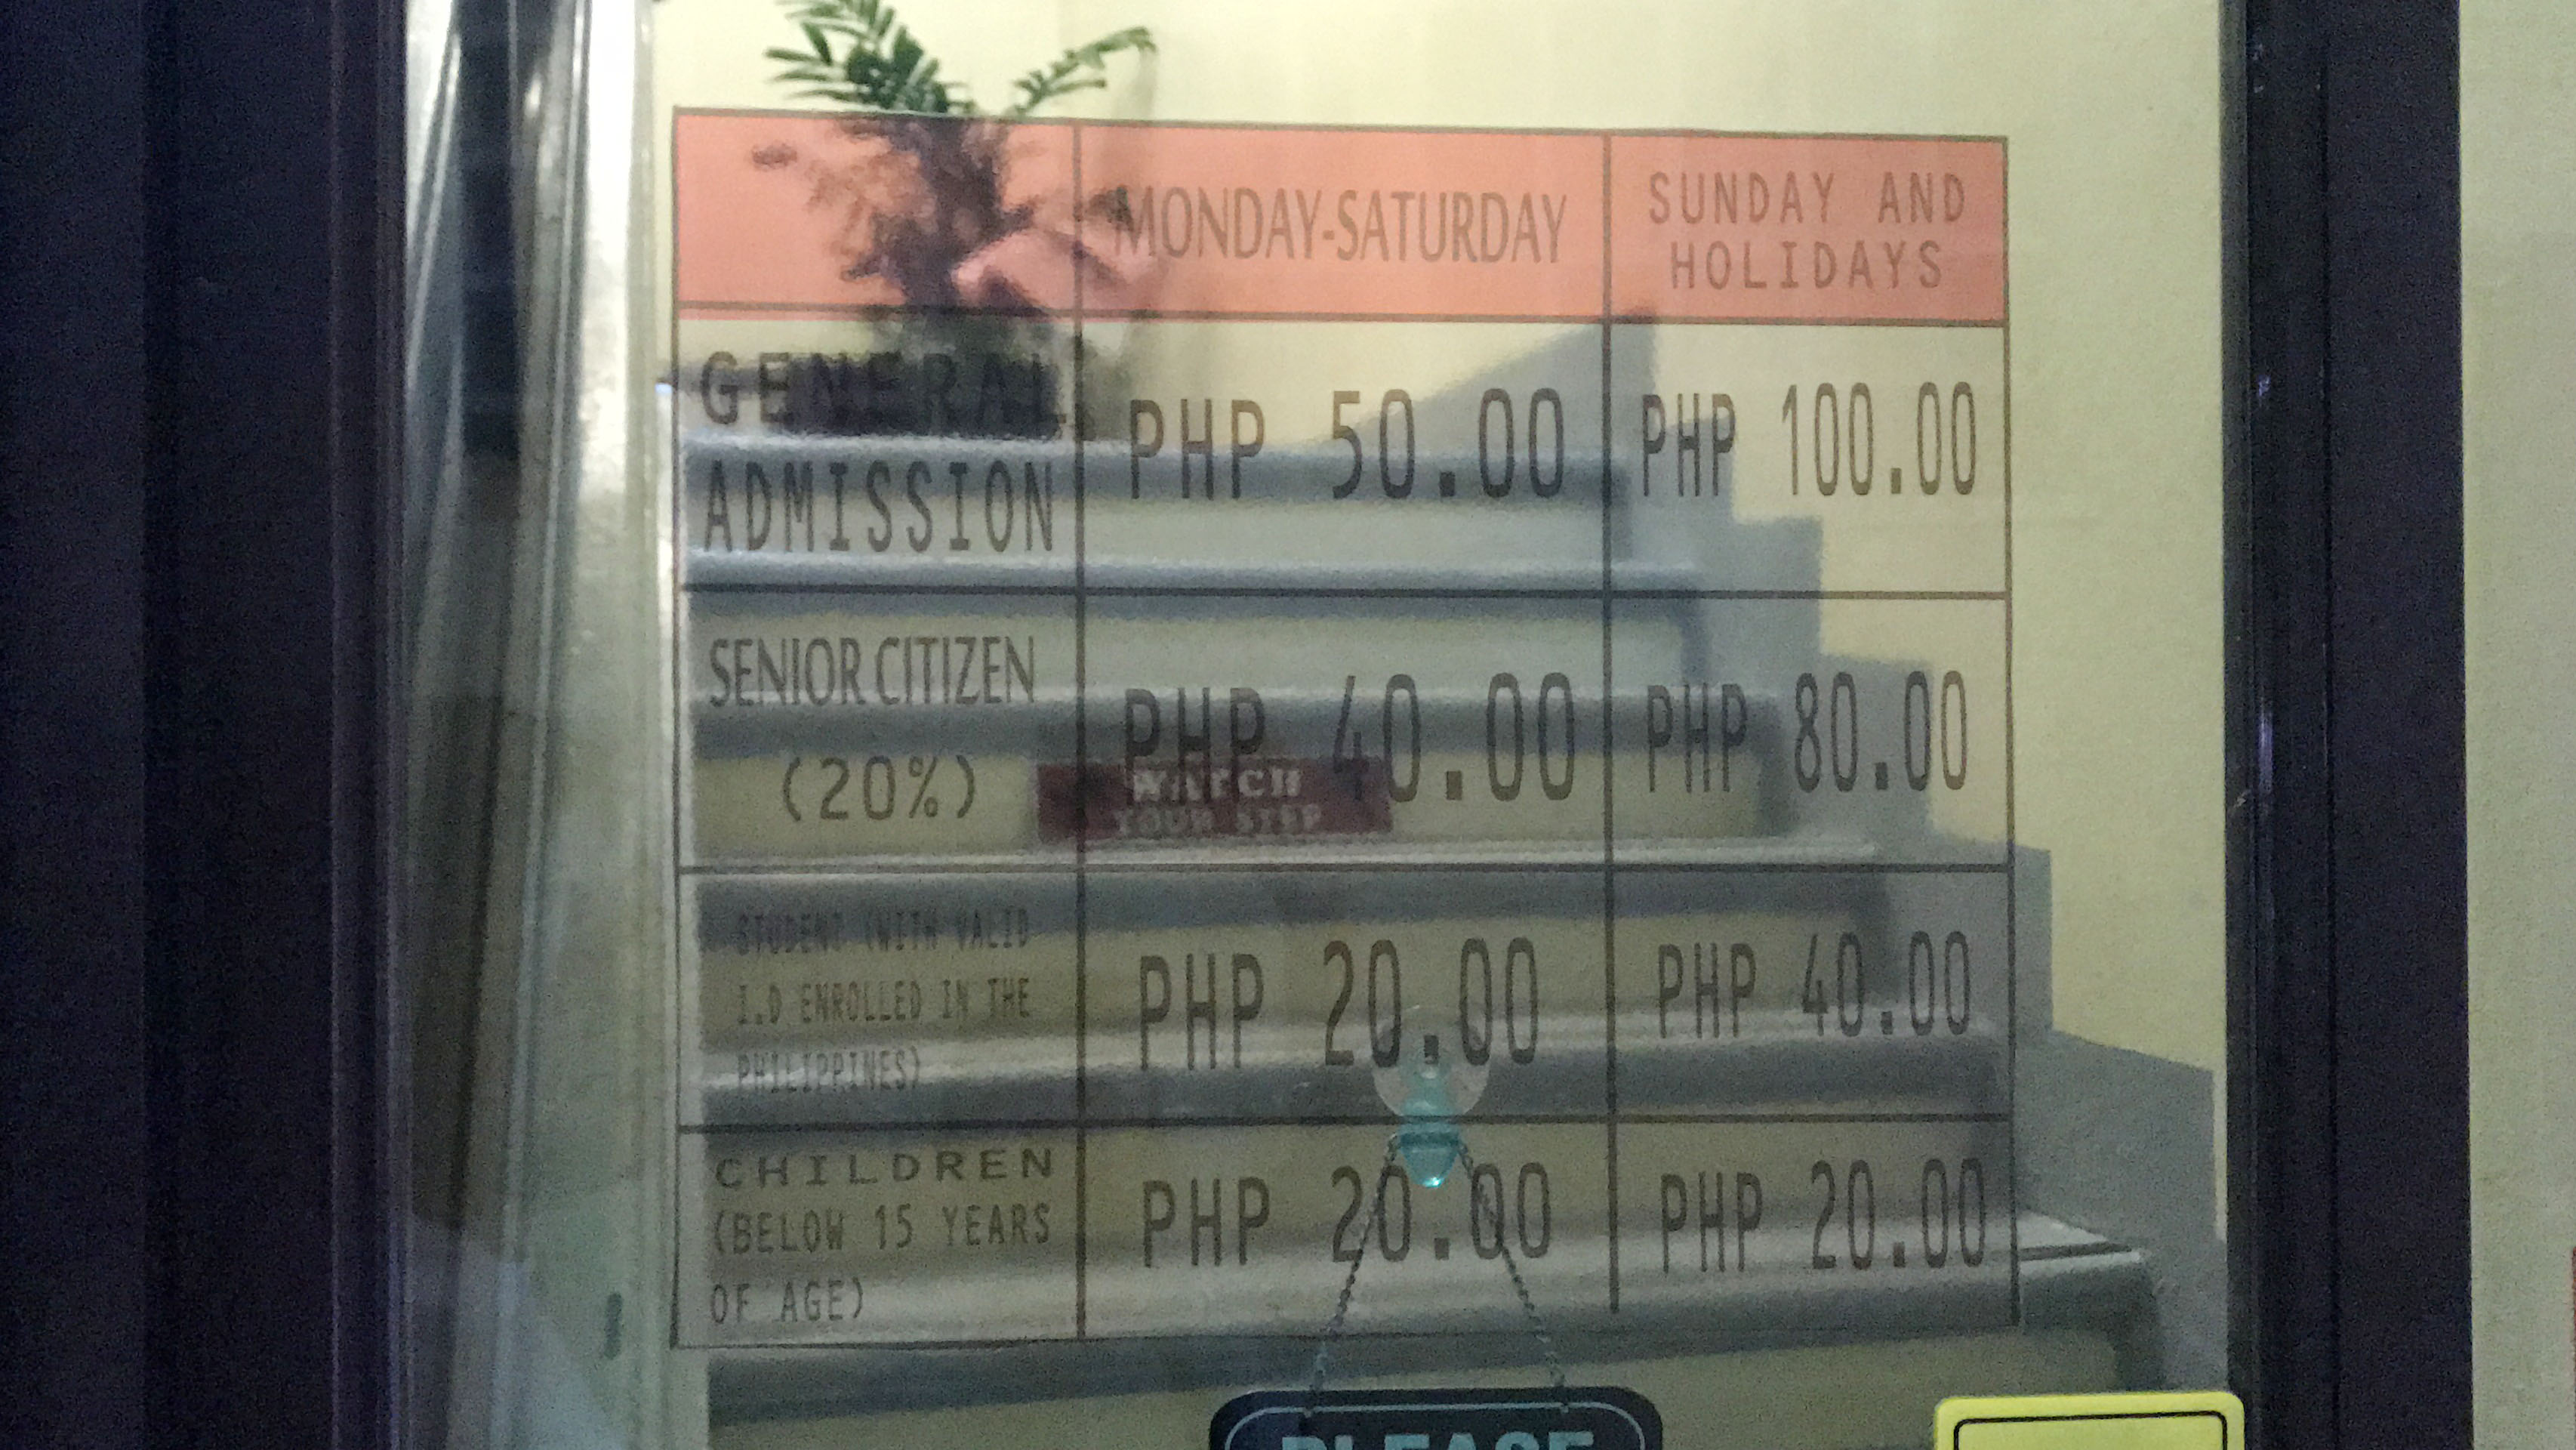 MONDAY-SATURDAY
SUNDAY AND
HOLIDAYS
GENERAL
ADMISSION
PHP 50.00
PHP 100.00
SENIOR CITIZEN
(20%)
PHP 40.00
PHP 80.00
WATCH
YOUR STEP
STUDENT (WITH VALID
I.D ENROLLED IN THE
PHILIPPINES)
PHP 20.00
PHP 40.00
CHILDREN
(BELOW 15 YEARS
OF AGE)
PHP 20.00
PHP 20.00
PLEASE